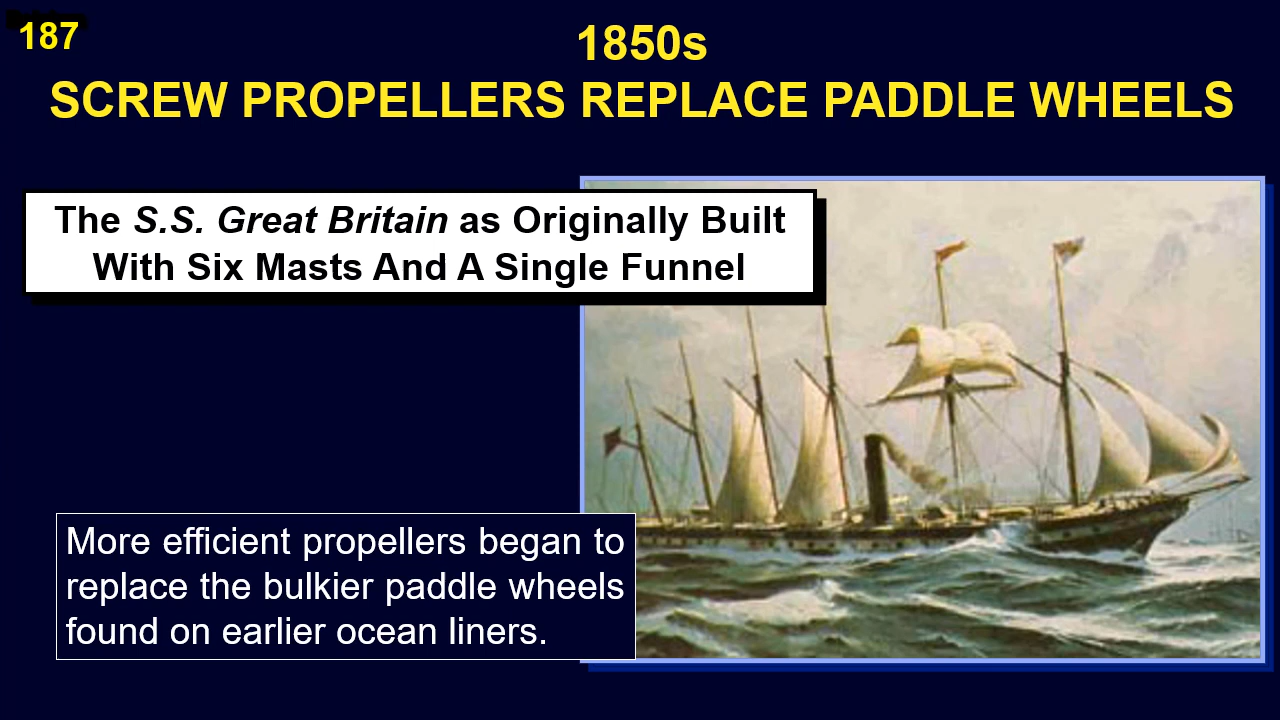 187
1850s
SCREW PROPELLERS REPLACE PADDLE WHEELS
The S.S. Great Britain as Originally Built
With Six Masts And A Single Funnel
More efficient propellers began to
replace the bulkier paddle wheels
found on earlier ocean liners.